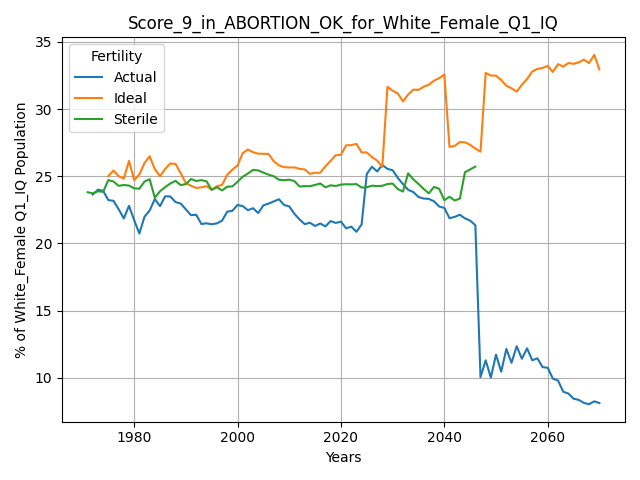 Score_9_in_ABORTION_OK_for_White_Female_Q1_IQ
35
30
25
20
15
10
% of White_Female Q1_IQ Population
Fertility
Actual
Ideal
Sterile
1980
2000
2020
2040
2060
Years